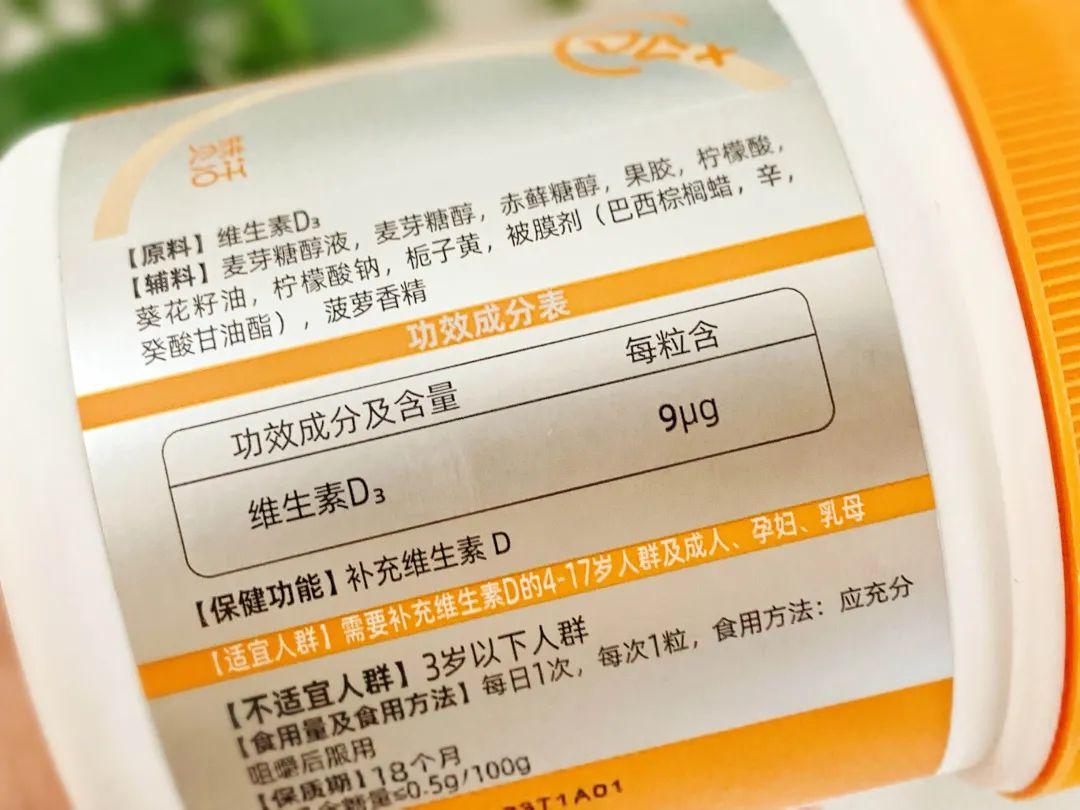 【原料】维生素D₃
【辅料】麦芽糖醇液，麦芽糖醇，赤藓糖醇，果胶，柠檬酸，
葵花籽油，柠檬酸钠，栀子黄，被膜剂（巴西棕榈蜡，辛，
癸酸甘油酯），菠萝香精
功效成分表
功效成分及含量 每粒含
维生素D₃ 9μg
【保健功能】补充维生素 D
【适宜人群】需要补充维生素D的4-17岁人群及成人、孕妇、乳母
【不适宜人群】3岁以下人群
【食用量及食用方法】每日1次，每次1粒，食用方法：应充分
咀嚼后服用
【保质期】18个月
含糖量≤0.5g/100g
3T1A01